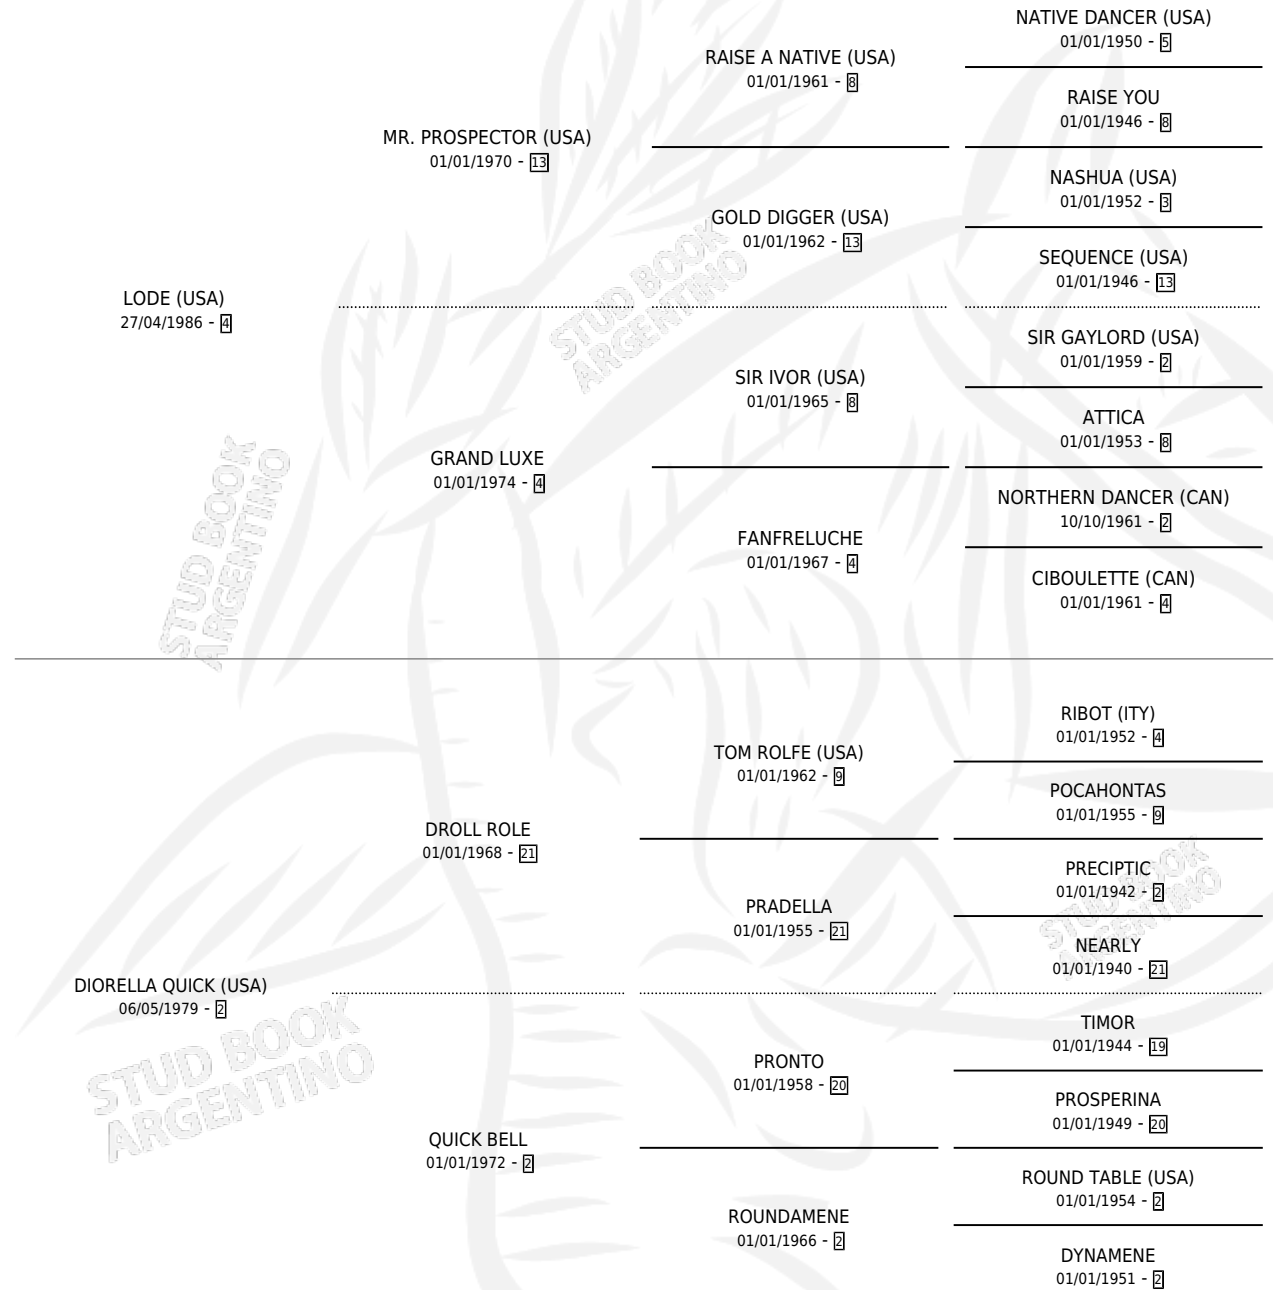 NATIVE DANCER (USA)
01/01/1950 - 5
RAISE A NATIVE (USA)
01/01/1961 - 8
RAISE YOU
01/01/1946 - 8
MR. PROSPECTOR (USA)
01/01/1970 - 13
NASHUA (USA)
01/01/1952 - 3
GOLD DIGGER (USA)
01/01/1962 - 13
SEQUENCE (USA)
01/01/1946 - 13
LODE (USA)
27/04/1986 - 4
SIR GAYLORD (USA)
01/01/1959 - 2
SIR IVOR (USA)
01/01/1965 - 8
ATTICA
01/01/1953 - 8
GRAND LUXE
01/01/1974 - 4
NORTHERN DANCER (CAN)
10/10/1961 - 2
FANFRELUCHE
01/01/1967 - 4
CIBOULETTE (CAN)
01/01/1961 - 4
RIBOT (ITY)
01/01/1952 - 4
TOM ROLFE (USA)
01/01/1962 - 9
POCAHONTAS
01/01/1955 - 9
DROLL ROLE
01/01/1968 - 21
PRECIPTIC
01/01/1942 - 2
PRADELLA
01/01/1955 - 21
NEARLY
01/01/1940 - 21
DIORELLA QUICK (USA)
06/05/1979 - 2
TIMOR
01/01/1944 - 19
PRONTO
01/01/1958 - 20
PROSPERINA
01/01/1949 - 20
QUICK BELL
01/01/1972 - 2
ROUND TABLE (USA)
01/01/1954 - 2
ROUNDAMENE
01/01/1966 - 2
DYNAMENE
01/01/1951 - 2
STUD BOOK
ARGENTINO
STUD BOOK
ARGENTINO
STUD BOOK
ARGENTINO
STUD BOOK
ARGENTINO